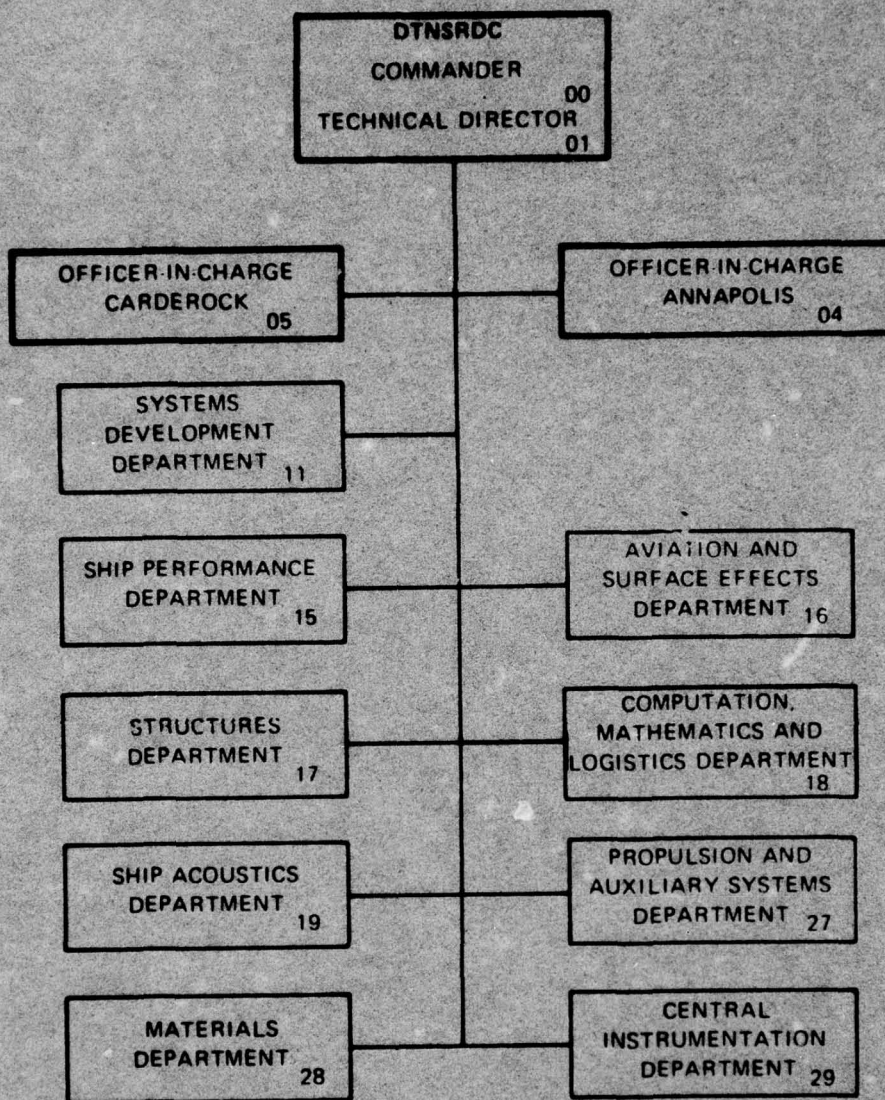 DTNSRDC
COMMANDER
00
TECHNICAL DIRECTOR
01
OFFICER-IN-CHARGE
CARDEROCK
05
OFFICER-IN-CHARGE
ANNAPOLIS
04
SYSTEMS
DEVELOPMENT
DEPARTMENT 11
SHIP PERFORMANCE
DEPARTMENT
15
AVIATION AND
SURFACE EFFECTS
DEPARTMENT 16
STRUCTURES
DEPARTMENT
17
COMPUTATION,
MATHEMATICS AND
LOGISTICS DEPARTMENT
18
SHIP ACOUSTICS
DEPARTMENT
19
PROPULSION AND
AUXILIARY SYSTEMS
DEPARTMENT 27
MATERIALS
DEPARTMENT
28
CENTRAL
INSTRUMENTATION
DEPARTMENT 29